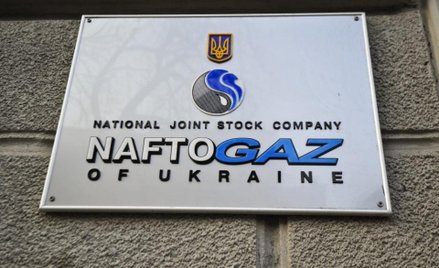 NATIONAL JOINT STOCK COMPANY
NAFTOGAZ
OF UKRAINE